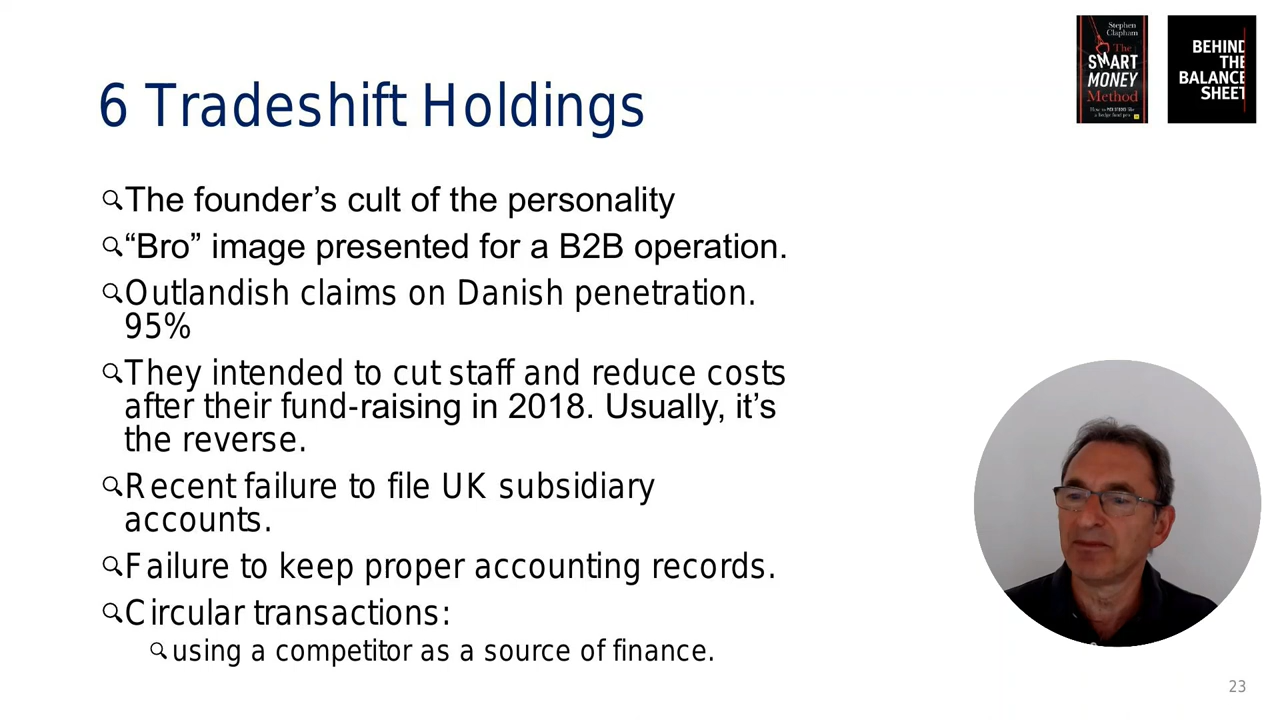 Stephen
Clapham
The
SMART
MONEY
Method
BEHIND
THE
BALANCE
SHEET
6 Tradeshift Holdings
The founder’s cult of the personality
“Bro” image presented for a B2B operation.
Outlandish claims on Danish penetration.
95%
They intended to cut staff and reduce costs
after their fund-raising in 2018. Usually, it’s
the reverse.
Recent failure to file UK subsidiary
accounts.
Failure to keep proper accounting records.
Circular transactions:
using a competitor as a source of finance.
23